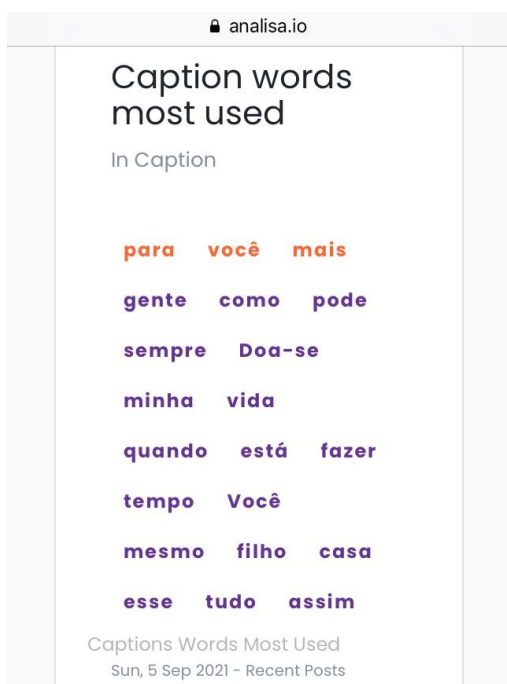 analisa.io
Caption words
most used
In Caption
para você mais
gente como pode
sempre Doa-se
minha vida
quando está fazer
tempo Você
mesmo filho casa
esse tudo assim
Captions Words Most Used
Sun, 5 Sep 2021 - Recent Posts